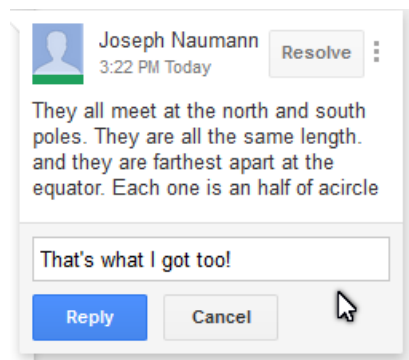 Joseph Naumann
Resolve
3:22 PM Today
They all meet at the north and south
poles. They are all the same length.
and they are farthest apart at the
equator. Each one is an half of acircle
That's what I got too!
Reply
Cancel